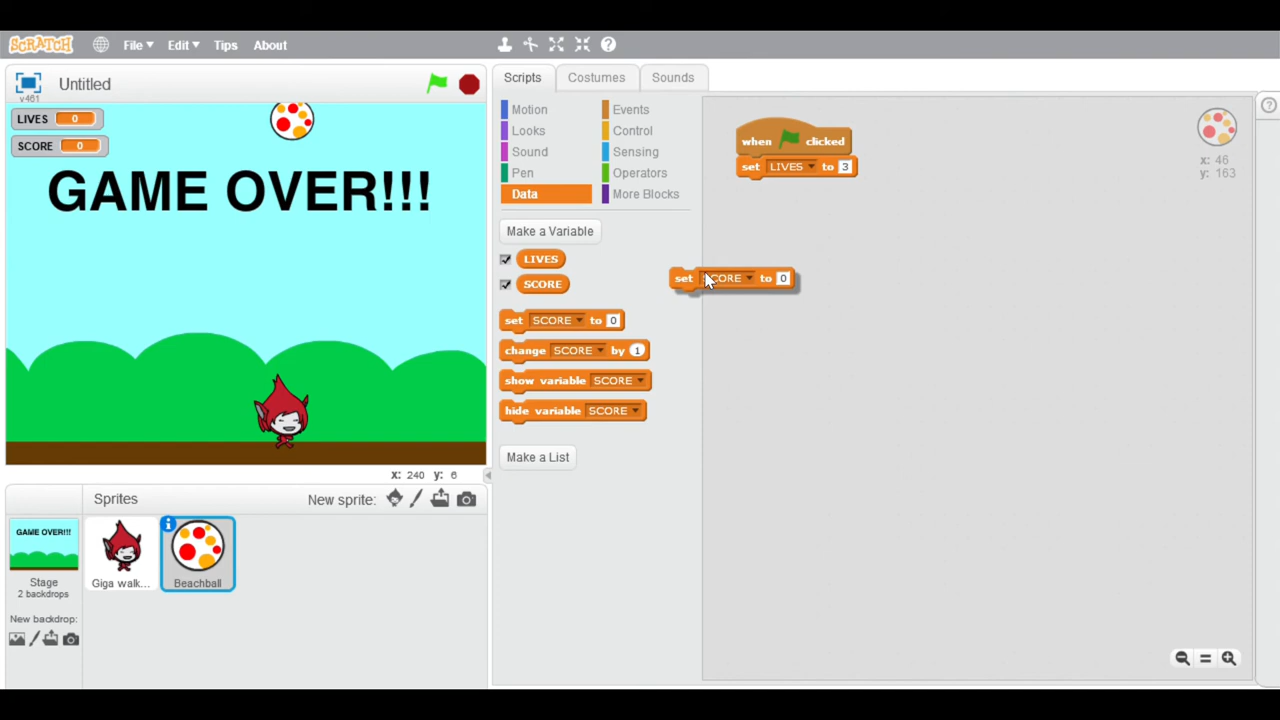 SCRATCH
File Edit Tips About
v461
Untitled
LIVES 0
SCORE 0
GAME OVER!!!
x: 240 y: 6
Sprites New sprite:
GAME OVER!!!
Stage
2 backdrops
New backdrop:
Giga walk...
i
Beachball
Scripts Costumes Sounds
Motion Events
Looks Control
Sound Sensing
Pen Operators
Data More Blocks
Make a Variable
LIVES
SCORE
set SCORE to 0
change SCORE by 1
show variable SCORE
hide variable SCORE
Make a List
when clicked
set LIVES to 3
set SCORE to 0
x: 46
y: 163